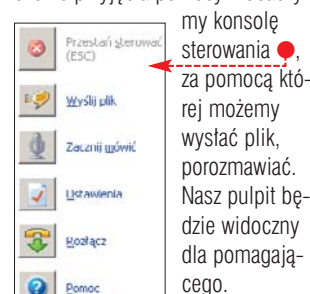 my konsolę
sterowania
za pomocą któ-
rej możemy
wysłać plik,
porozmawiać.
Nasz pulpit bę-
dzie widoczny
dla pomagają-
cego.
Przestań sterować
(ESC)
Wyślij plik
Zacznij mówić
Ustawienia
Rozłącz
Pomoc